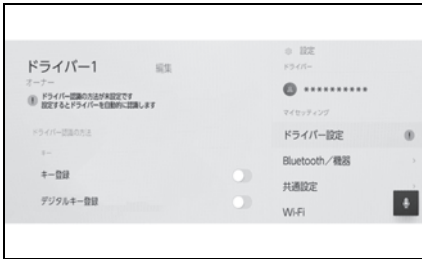 ドライバー1
編集
オーナー
ドライバー認識の方法が未設定です
設定するとドライバーを自動的に認識します
ドライバー認識の方法
キー
キー登録
デジタルキー登録
設定
ドライバー
**********
マイセッティング
ドライバー設定
Bluetooth/機器
共通設定
Wi-Fi